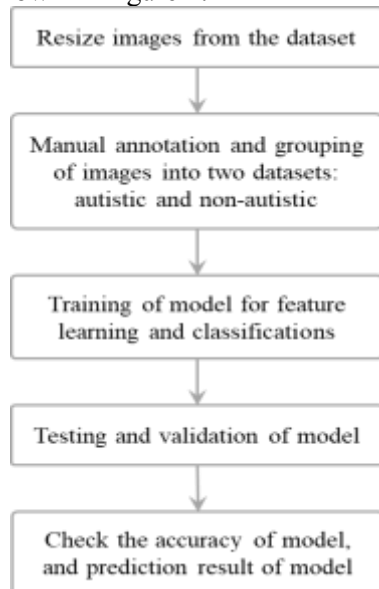 Resize images from the dataset
Manual annotation and grouping
of images into two datasets:
autistic and non-autistic
Training of model for feature
learning and classifications
Testing and validation of model
Check the accuracy of model,
and prediction result of model